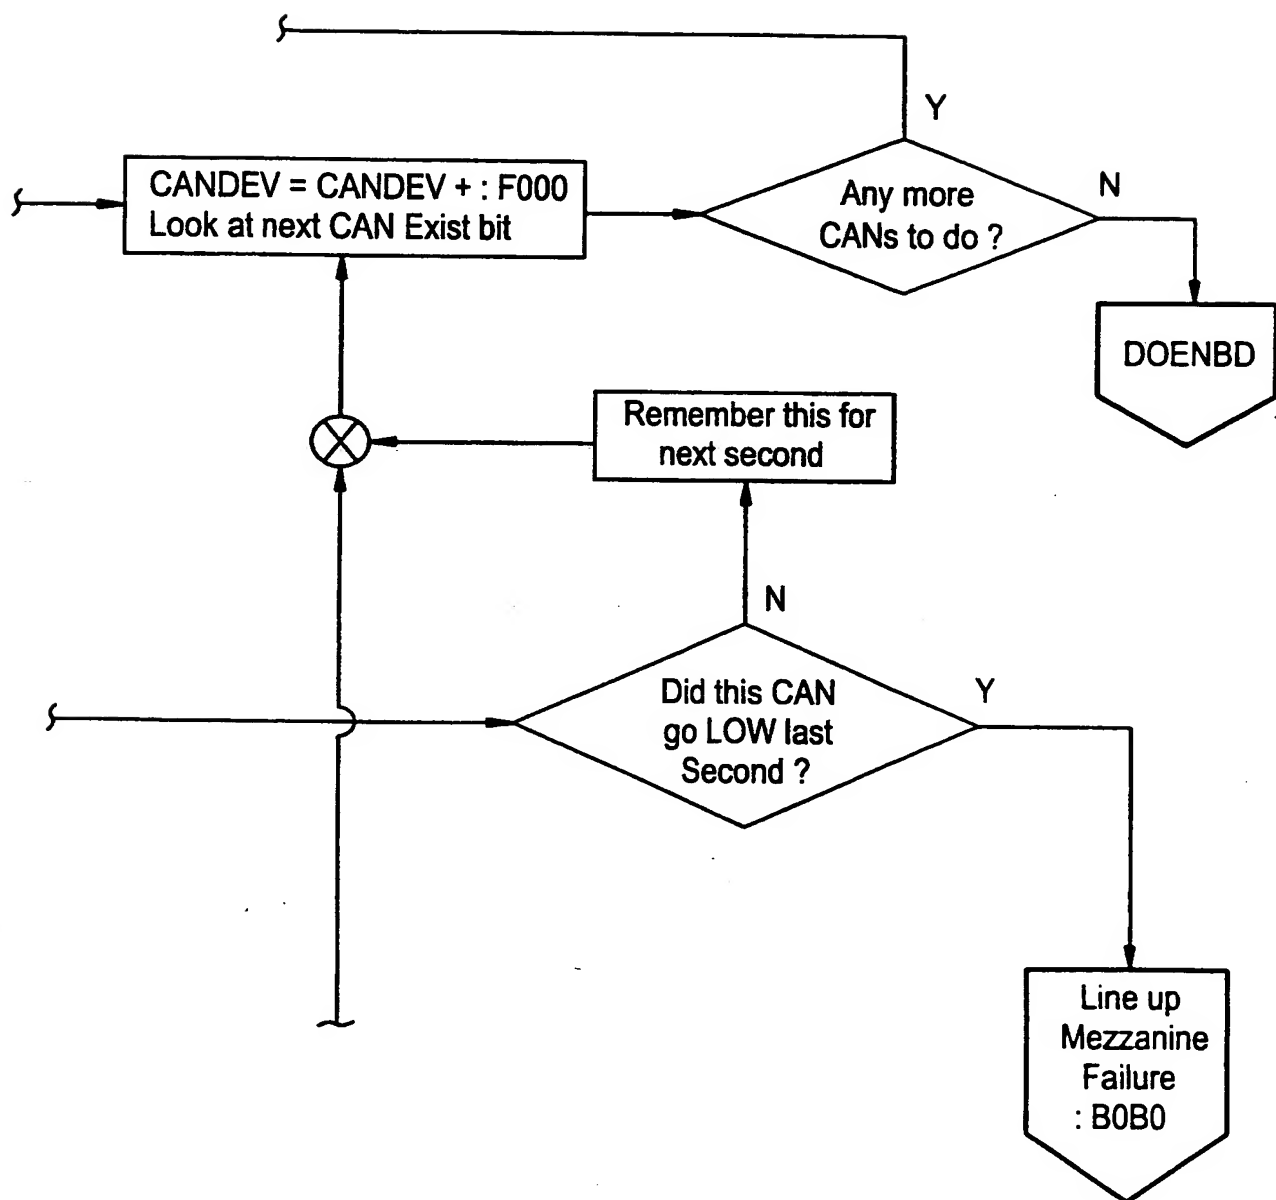 Y
CANDEV = CANDEV + : F000
Look at next CAN Exist bit
Any more
CANs to do ?
N
DOENBD
Remember this for
next second
N
Did this CAN
go LOW last
Second ?
Y
Line up
Mezzanine
Failure
: B0B0